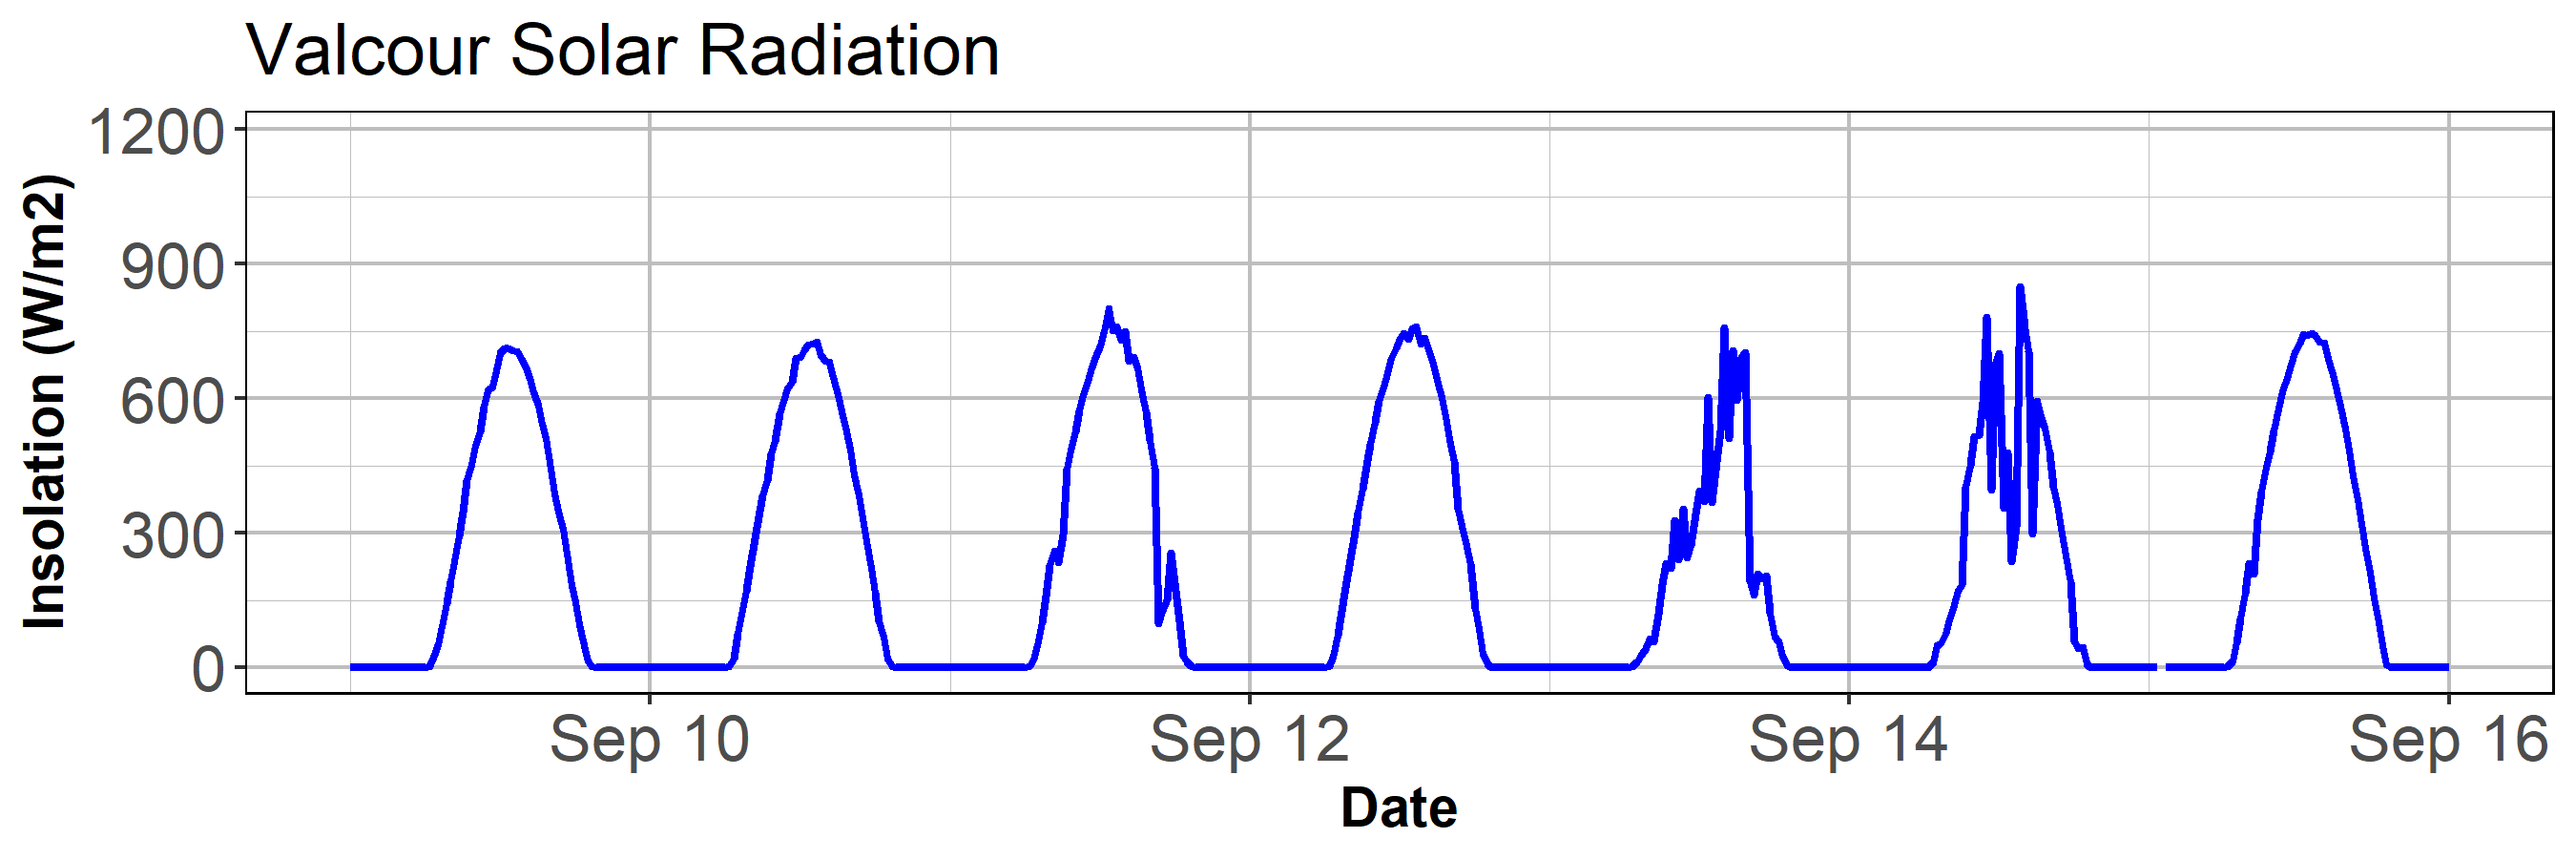 Valcour Solar Radiation
1200
900
600
300
0
Insolation (W/m2)
Sep 10
Sep 12
Sep 14
Sep 16
Date